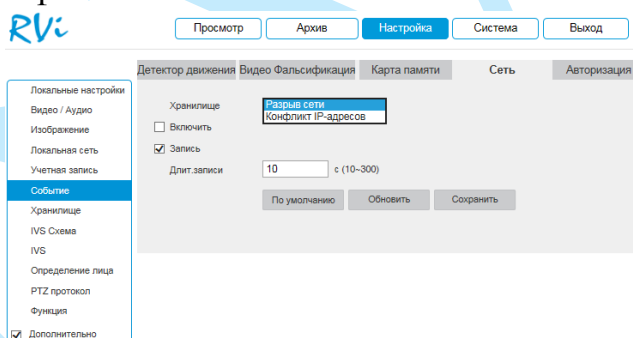 RVi
Просмотр
Архив
Настройка
Система
Выход
Детектор движения
Видео Фальсификация
Карта памяти
Сеть
Авторизация
Локальные настройки
Видео / Аудио
Изображение
Локальная сеть
Учетная запись
Событие
Хранилище
IVS Схема
IVS
Определение лица
PTZ протокол
Функция
Дополнительно
Хранилище
Разрыв сети
Конфликт IP-адресов
Включить
Запись
Длит.записи
10
с (10~300)
По умолчанию
Обновить
Сохранить